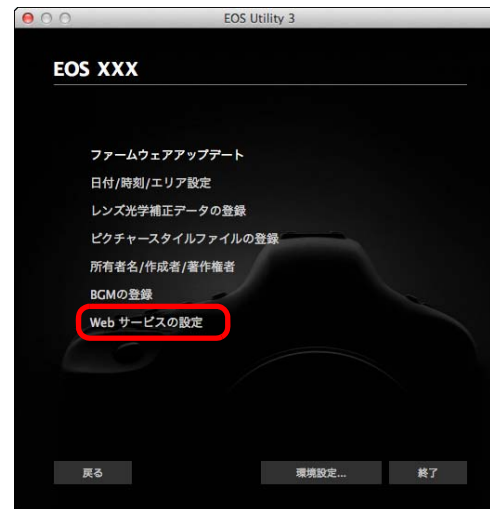 EOS Utility 3
EOS XXX
ファームウェアアップデート
日付/時刻/エリア設定
レンズ光学補正データの登録
ピクチャースタイルファイルの登録
所有者名/作成者/著作権者
BGMの登録
Web サービスの設定
戻る 環境設定... 終了